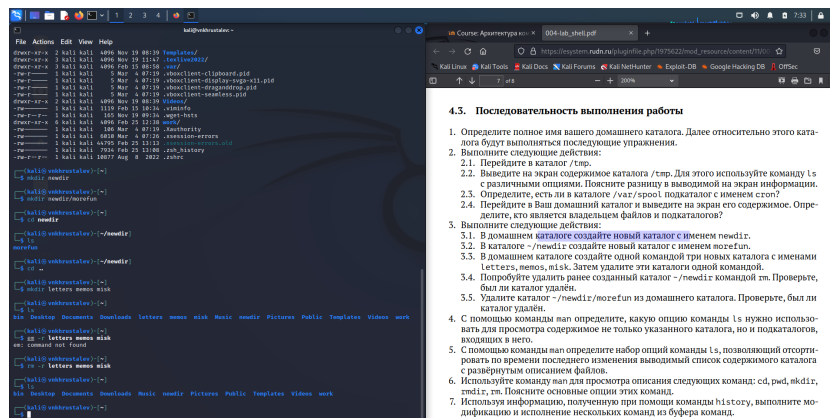 1 2 3 4
7:33
kali@vnkhrustalev: ~
File Actions Edit View Help
drwxr-xr-x 2 kali kali 4096 Nov 19 08:39 Templates/
drwxr-xr-x 3 kali kali 4096 Nov 19 11:47 .texlive2022/
drwxr-xr-x 3 kali kali 4096 Feb 15 08:50 .var/
-rw-r----- 1 kali kali 5 Mar 4 07:19 .vboxclient-clipboard.pid
-rw-r----- 1 kali kali 5 Mar 4 07:19 .vboxclient-display-svga-x11.pid
-rw-r----- 1 kali kali 5 Mar 4 07:19 .vboxclient-draganddrop.pid
-rw-r----- 1 kali kali 5 Mar 4 07:19 .vboxclient-seamless.pid
drwxr-xr-x 2 kali kali 4096 Nov 19 08:39 Videos/
-rw------- 1 kali kali 1119 Feb 15 10:34 .viminfo
-rw-r--r-- 1 kali kali 165 Nov 19 09:34 .wget-hsts
drwxr-xr-x 6 kali kali 4096 Feb 25 12:38 work/
-rw------- 1 kali kali 106 Mar 4 07:19 .Xauthority
-rw------- 1 kali kali 6010 Mar 4 07:26 .xsession-errors
-rw------- 1 kali kali 44795 Feb 25 13:13 .xsession-errors.old
-rw------- 1 kali kali 7934 Feb 25 13:08 .zsh_history
-rw-r--r-- 1 kali kali 10877 Aug 8 2022 .zshrc
┌──(kali㉿vnkhrustalev)-[~]
└─$ mkdir newdir
┌──(kali㉿vnkhrustalev)-[~]
└─$ mkdir newdir/morefun
┌──(kali㉿vnkhrustalev)-[~]
└─$ cd newdir
┌──(kali㉿vnkhrustalev)-[~/newdir]
└─$ ls
morefun
┌──(kali㉿vnkhrustalev)-[~/newdir]
└─$ cd ..
┌──(kali㉿vnkhrustalev)-[~]
└─$ mkdir letters memos misk
┌──(kali㉿vnkhrustalev)-[~]
└─$ ls
bin Desktop Documents Downloads letters memos misk Music newdir Pictures Public Templates Videos work
┌──(kali㉿vnkhrustalev)-[~]
└─$ em -r letters memos misk
em: command not found
┌──(kali㉿vnkhrustalev)-[~]
└─$ rm -r letters memos misk
┌──(kali㉿vnkhrustalev)-[~]
└─$ ls
bin Desktop Documents Downloads Music newdir Pictures Public Templates Videos work
┌──(kali㉿vnkhrustalev)-[~]
└─$
Course: Архитектура ком
004-lab_shell.pdf
https://esystem.rudn.ru/pluginfile.php/1975622/mod_resource/content/11/00
Kali Linux Kali Tools Kali Docs Kali Forums Kali NetHunter Exploit-DB Google Hacking DB OffSec
7 of 8 200%
4.3. Последовательность выполнения работы
1. Определите полное имя вашего домашнего каталога. Далее относительно этого ката-
лога будут выполняться последующие упражнения.
2. Выполните следующие действия:
2.1. Перейдите в каталог /tmp.
2.2. Выведите на экран содержимое каталога /tmp. Для этого используйте команду ls
с различными опциями. Поясните разницу в выводимой на экран информации.
2.3. Определите, есть ли в каталоге /var/spool подкаталог с именем cron?
2.4. Перейдите в Ваш домашний каталог и выведите на экран его содержимое. Опре-
делите, кто является владельцем файлов и подкаталогов?
3. Выполните следующие действия:
3.1. В домашнем каталоге создайте новый каталог с именем newdir.
3.2. В каталоге ~/newdir создайте новый каталог с именем morefun.
3.3. В домашнем каталоге создайте одной командой три новых каталога с именами
letters, memos, misk. Затем удалите эти каталоги одной командой.
3.4. Попробуйте удалить ранее созданный каталог ~/newdir командой rm. Проверьте,
был ли каталог удалён.
3.5. Удалите каталог ~/newdir/morefun из домашнего каталога. Проверьте, был ли
каталог удалён.
4. С помощью команды man определите, какую опцию команды ls нужно использо-
вать для просмотра содержимое не только указанного каталога, но и подкаталогов,
входящих в него.
5. С помощью команды man определите набор опций команды ls, позволяющий отсорти-
ровать по времени последнего изменения выводимый список содержимого каталога
с развёрнутым описанием файлов.
6. Используйте команду man для просмотра описания следующих команд: cd, pwd, mkdir,
rmdir, rm. Поясните основные опции этих команд.
7. Используя информацию, полученную при помощи команды history, выполните мо-
дификацию и исполнение нескольких команд из буфера команд.